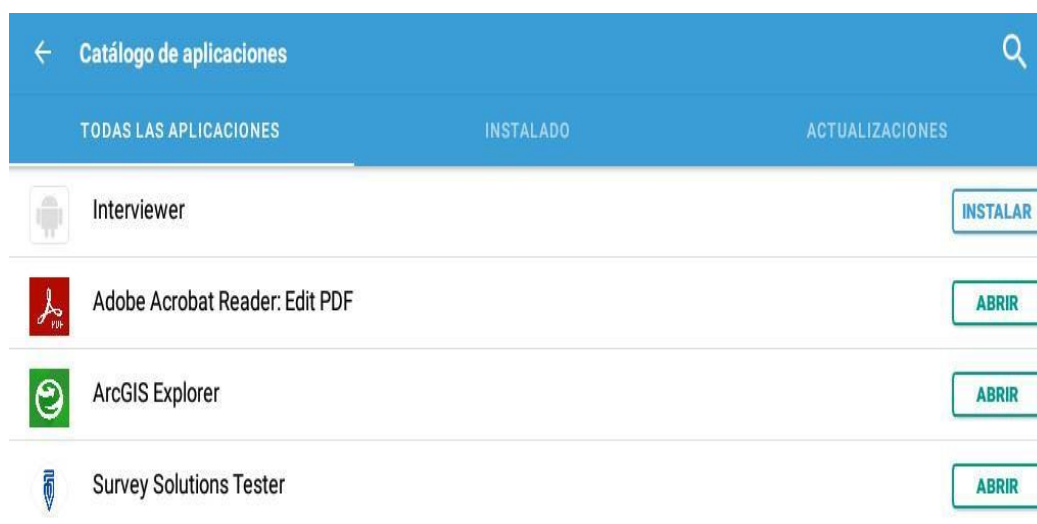 Catálogo de aplicaciones
TODAS LAS APLICACIONES INSTALADO ACTUALIZACIONES
Interviewer INSTALAR
Adobe Acrobat Reader: Edit PDF ABRIR
PDF
ArcGIS Explorer ABRIR
Survey Solutions Tester ABRIR